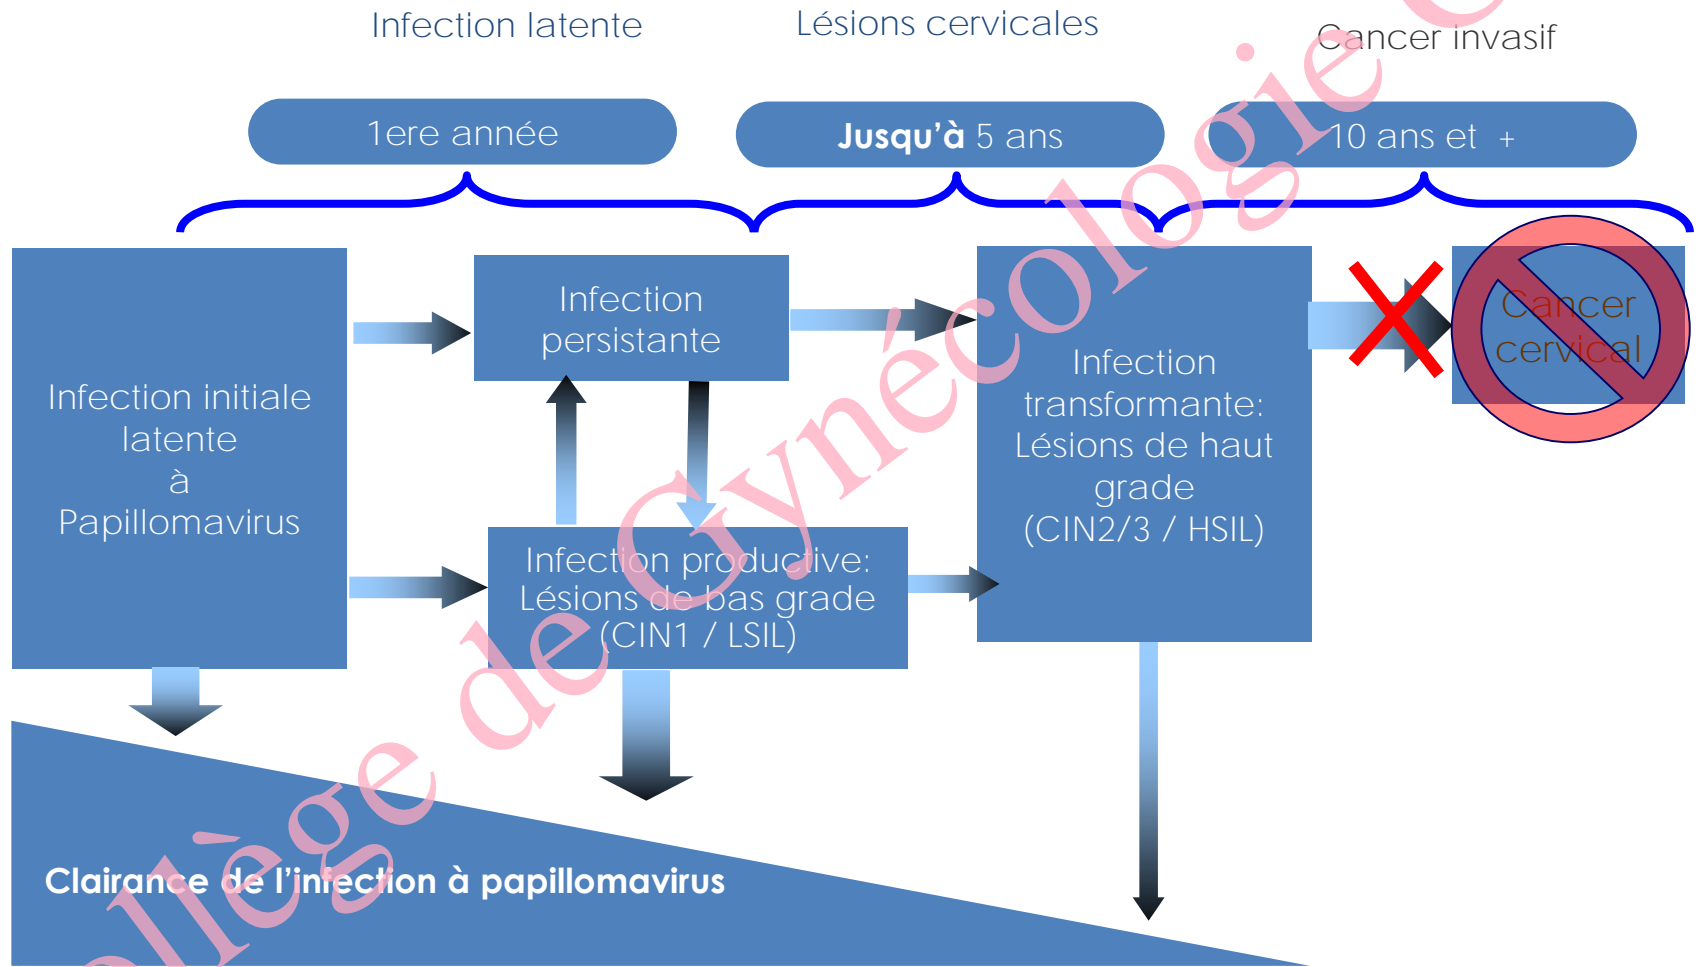 Infection latente
Lésions cervicales
Cancer invasif
1ere année
Jusqu’à 5 ans
10 ans et +
Infection initiale
latente
à
Papillomavirus
Infection
persistante
Infection productive:
Lésions de bas grade
(CIN1 / LSIL)
Infection
transformante:
Lésions de haut
grade
(CIN2/3 / HSIL)
Cancer
cervical
Clairance de l’infection à papillomavirus
de Gynécologie